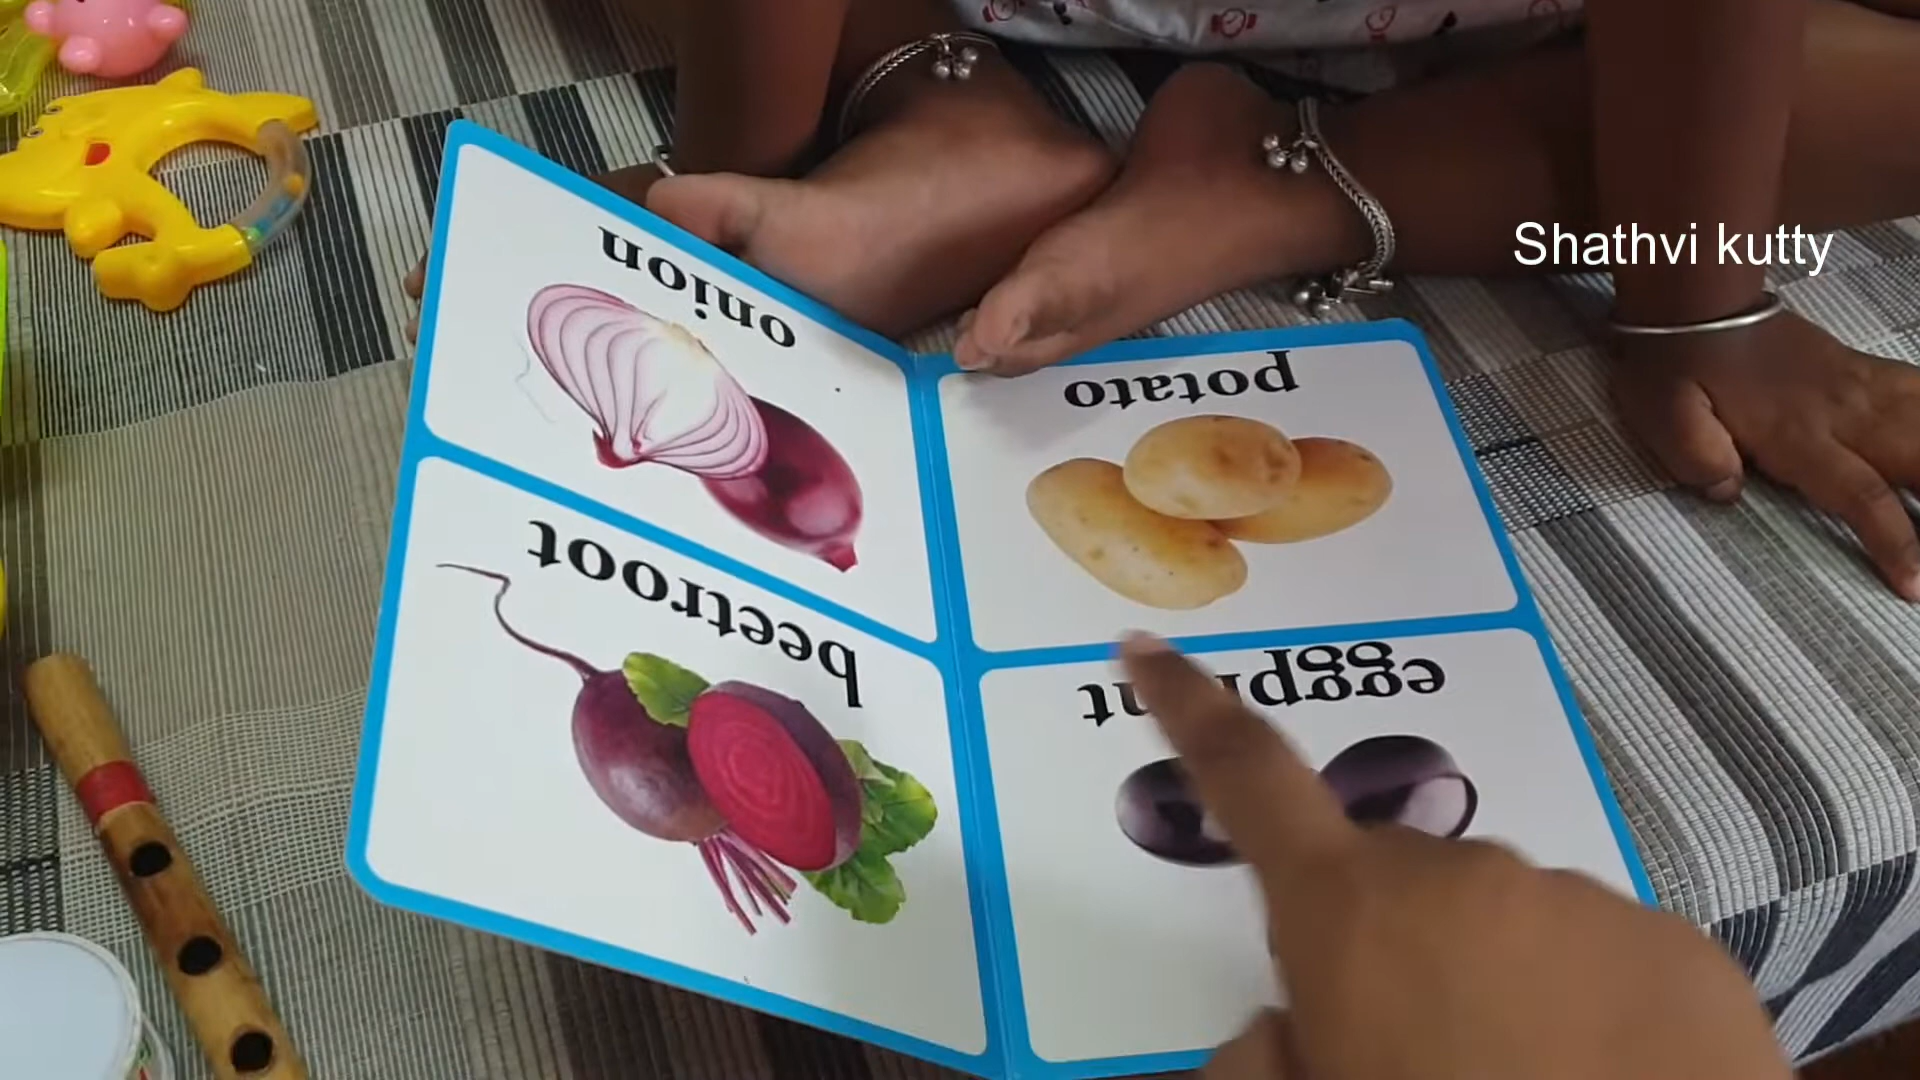 Shathvi kutty
onion
potato
beetroot
eggplant